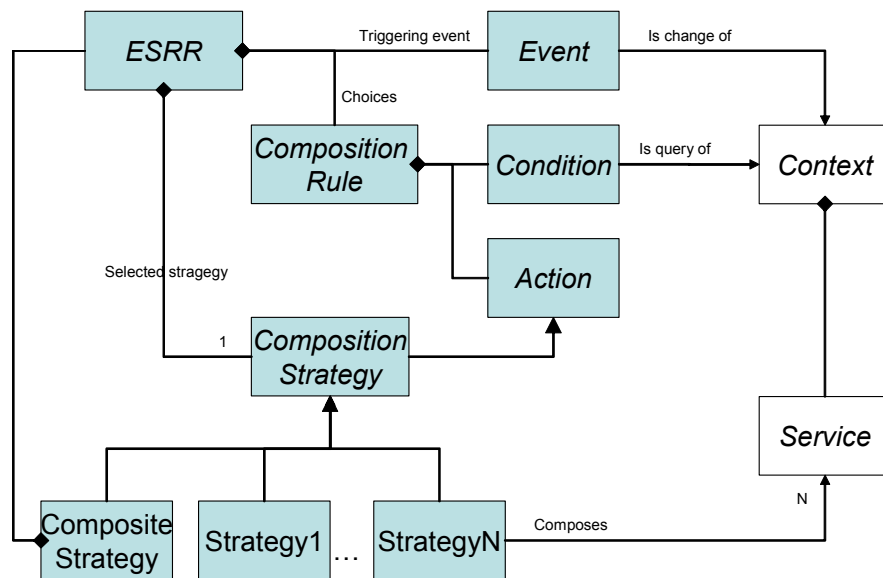 ESRR
Triggering event
Event
Is change of
Choices
Composition
Rule
Condition
Is query of
Context
Selected stragegy
Action
1
Composition
Strategy
Service
N
Composite
Strategy
Strategy1
...
StrategyN
Composes